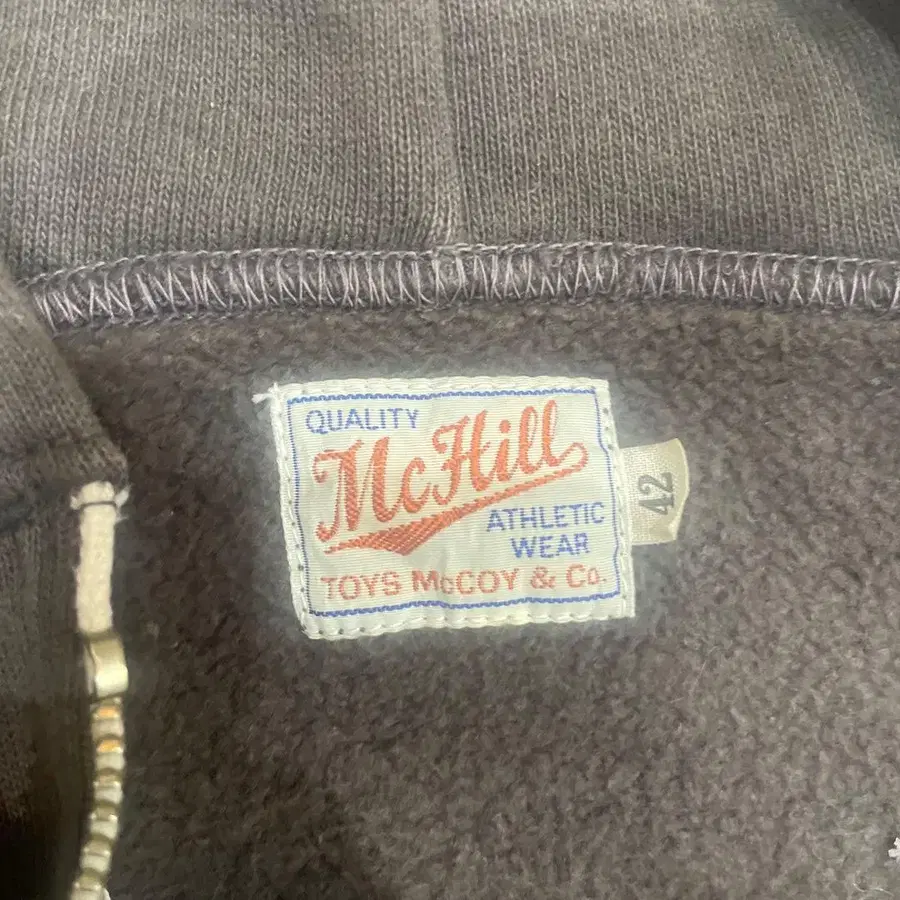 QUALITY
McHill
ATHLETIC
WEAR
TOYS McCOY & Co.
42